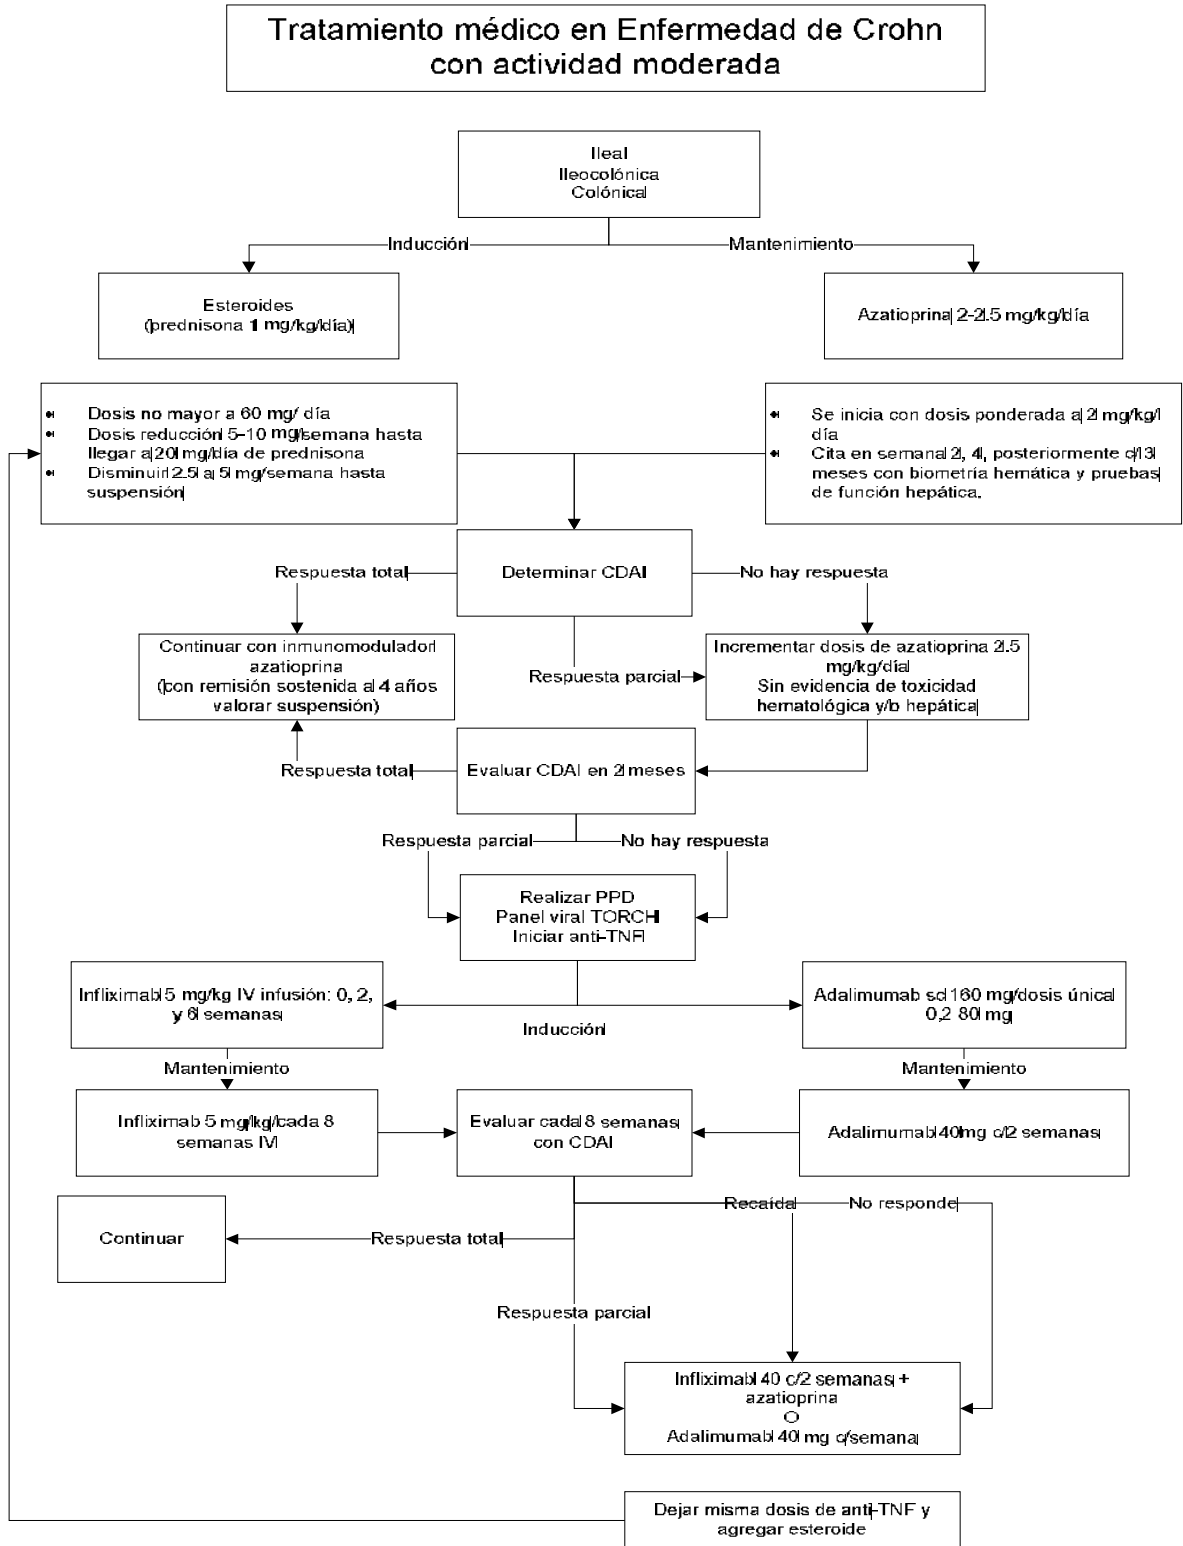 Tratamiento médico en Enfermedad de Crohn
con actividad moderada
Ileal
Ileocolónica
Colónica
Inducción
Mantenimiento
Esteroides
(prednisona 1 mg/kg/día)
Azatioprina 2-2.5 mg/kg/día
• Dosis no mayor a 60 mg/ día
• Dosis reducción 5-10 mg/semana hasta
llegar a 20 mg/día de prednisona
• Disminuir 2.5 a 5 mg/semana hasta
suspensión
• Se inicia con dosis ponderada a 2 mg/kg/
día
• Cita en semana 2, 4, posteriormente c/3
meses con biometría hemática y pruebas
de función hepática.
Determinar CDAI
Respuesta total
No hay respuesta
Continuar con inmunomodulador
azatioprina
(con remisión sostenida a 4 años
valorar suspensión)
Respuesta parcial
Incrementar dosis de azatioprina 2.5
mg/kg/día
Sin evidencia de toxicidad
hematológica y/o hepática
Respuesta total
Evaluar CDAI en 2 meses
Respuesta parcial
No hay respuesta
Realizar PPD
Panel viral TORCH
Iniciar anti-TNF
Infliximab 5 mg/kg IV infusión: 0, 2,
y 6 semanas
Inducción
Adalimumab sc 160 mg/dosis única
0,2 80 mg
Mantenimiento
Mantenimiento
Infliximab 5 mg/kg/cada 8
semanas IV
Evaluar cada 8 semanas
con CDAI
Adalimumab 40mg c/2 semanas
Recaída
No responde
Continuar
Respuesta total
Respuesta parcial
Infliximab 40 c/2 semanas +
azatioprina
O
Adalimumab 40 mg c/semana
Dejar misma dosis de anti-TNF y
agregar esteroide